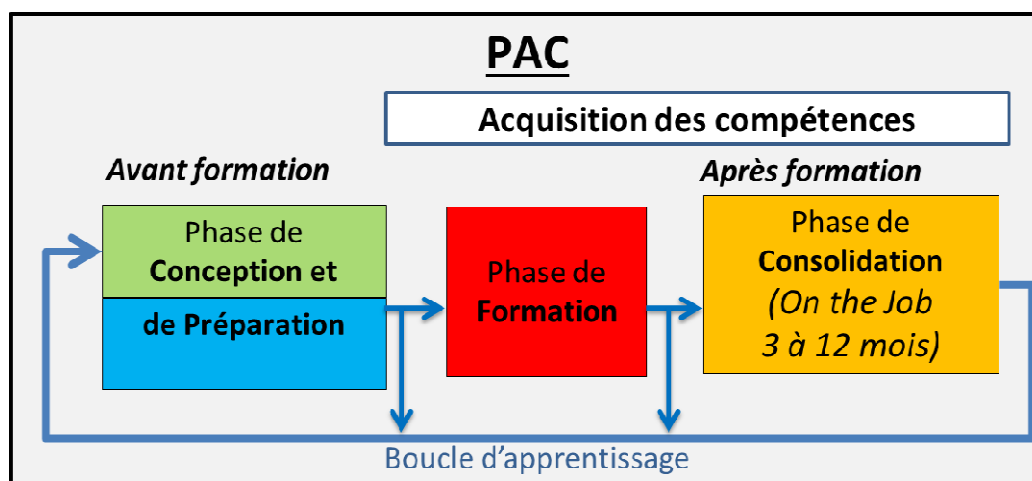 PAC
Acquisition des compétences
Avant formation
Après formation
Phase de
Conception et
de Préparation
Phase de
Formation
Phase de
Consolidation
(On the Job
3 à 12 mois)
Boucle d’apprentissage